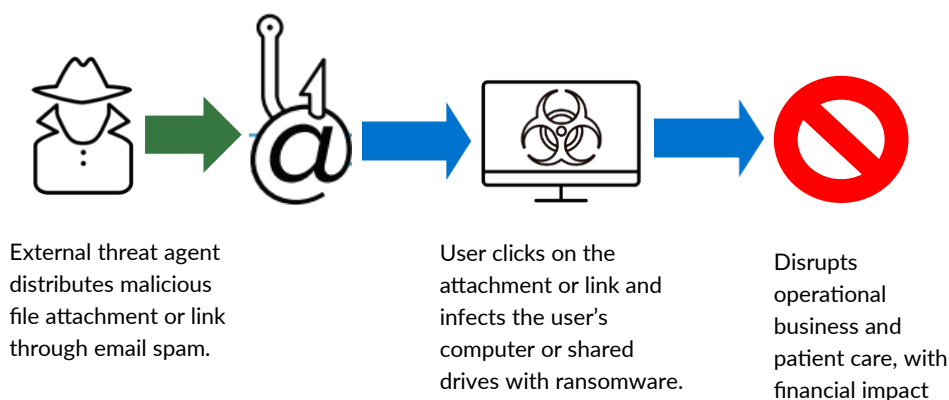 @
External threat agent
distributes malicious
file attachment or link
through email spam.
User clicks on the
attachment or link and
infects the user's
computer or shared
drives with ransomware.
Disrupts
operational
business and
patient care, with
financial impact